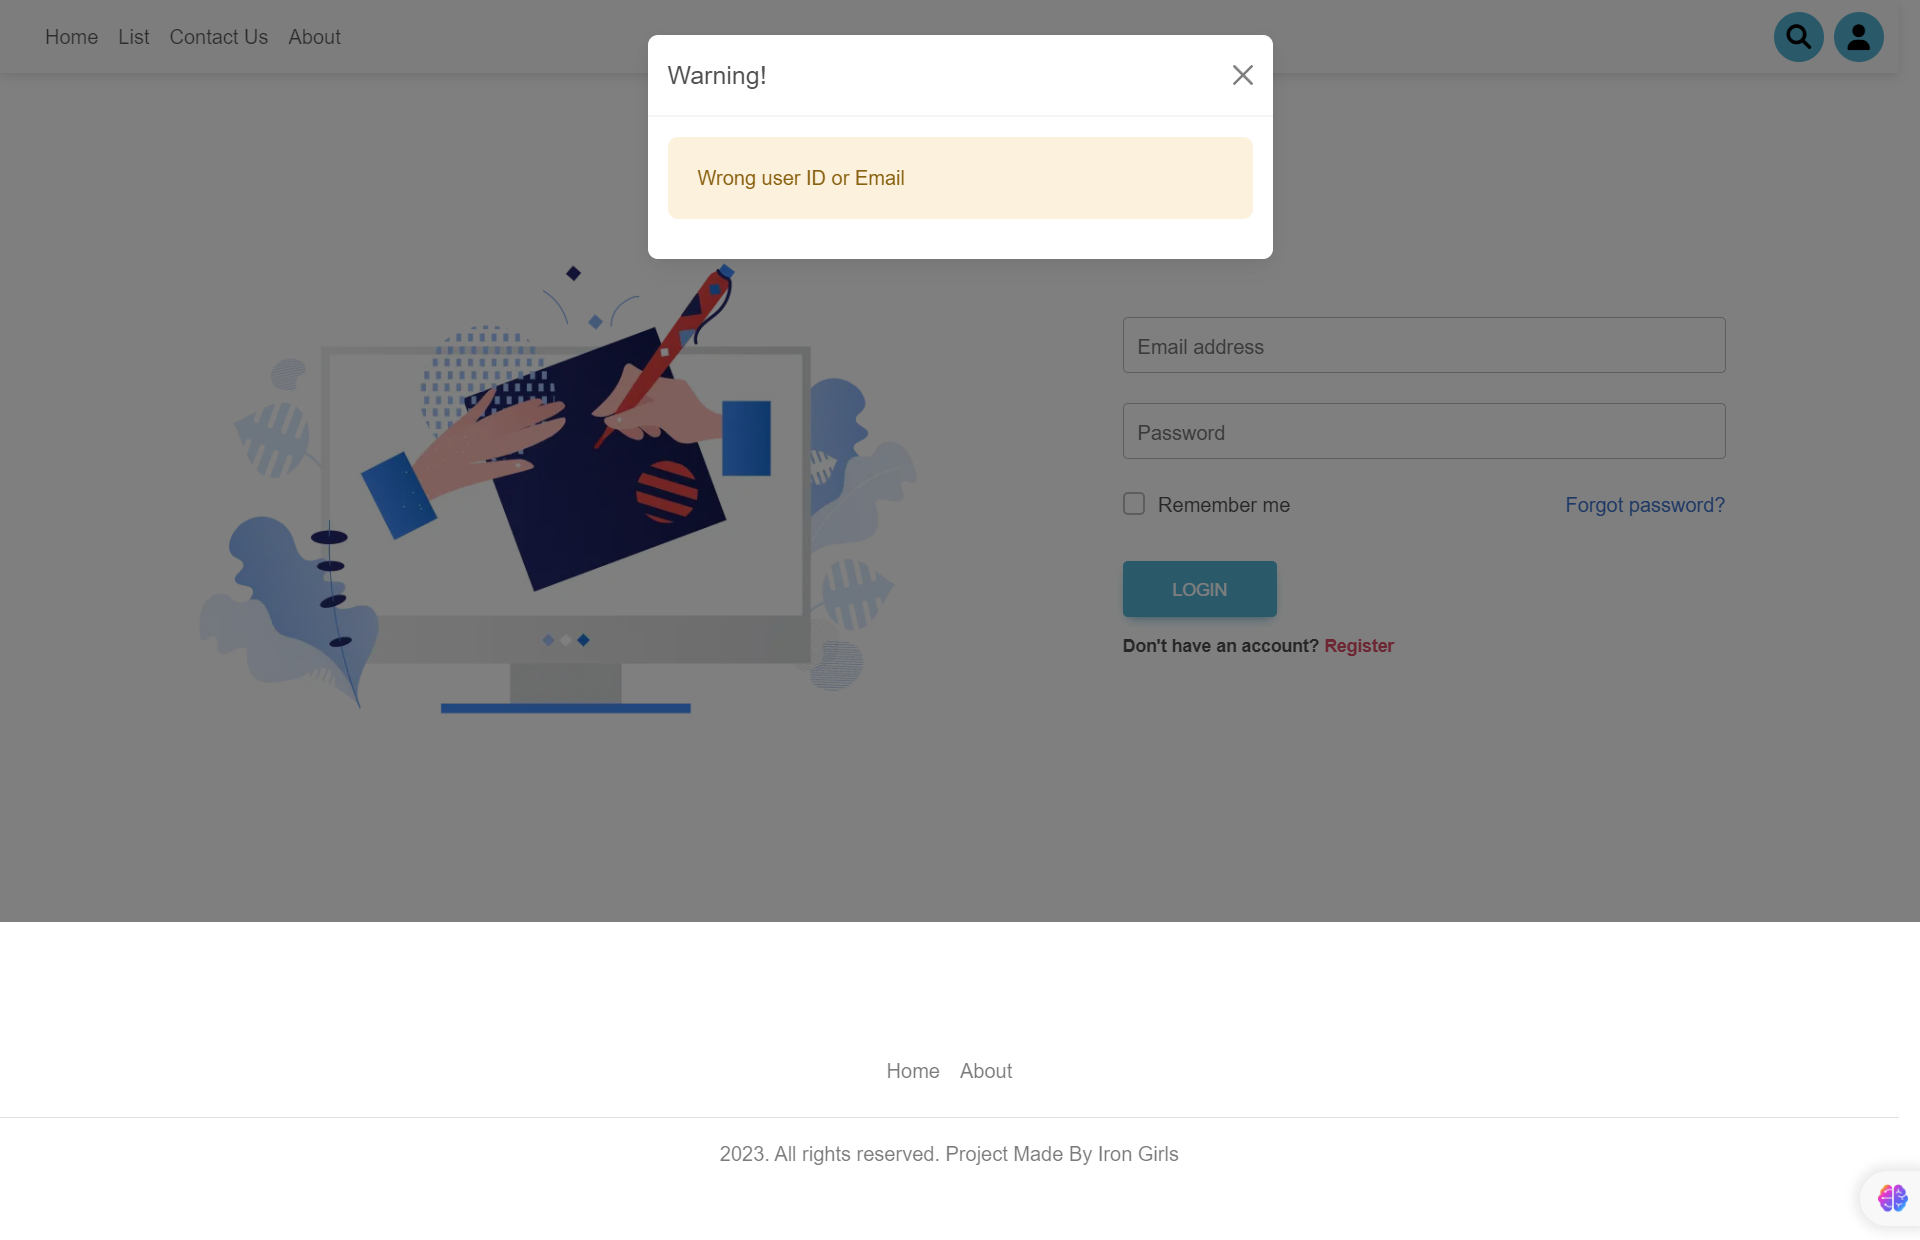 Home List Contact Us About
Warning!
Wrong user ID or Email
Email address
Password
Remember me Forgot password?
LOGIN
Don't have an account? Register
Home About
2023. All rights reserved. Project Made By Iron Girls